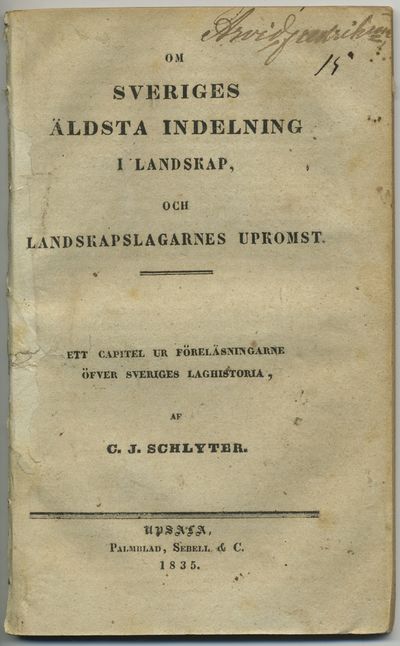 OM
SVERIGES
ÄLDSTA INDELNING
I LANDSKAP,
OCH
LANDSKAPSLAGARNES UPKOMST.
ETT CAPITEL UR FÖRELÄSNINGARNE
ÖFVER SVERIGES LAGHISTORIA,
AF
C. J. SCHLYTER.
UPSALA,
PALMBLAD, SEBELL & C.
1835.